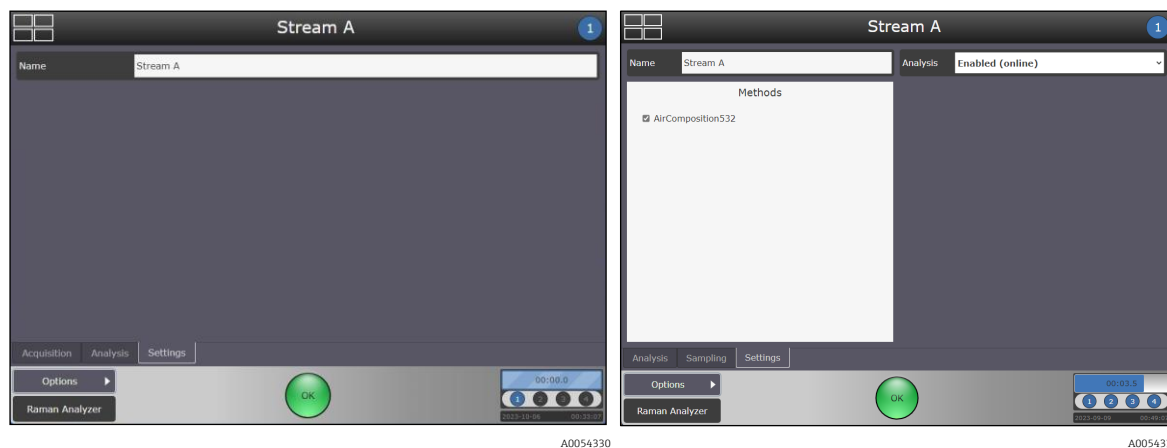 Stream A
1
Name Stream A
Acquisition Analysis Settings
Options
Raman Analyzer
OK
00:00.0
1 2 3 4
2023-10-06 00:33:07
A0054330
Stream A
1
Name Stream A Analysis Enabled (online)
Methods
AirComposition532
Analysis Sampling Settings
Options
Raman Analyzer
OK
00:03.5
1 2 3 4
2023-09-09